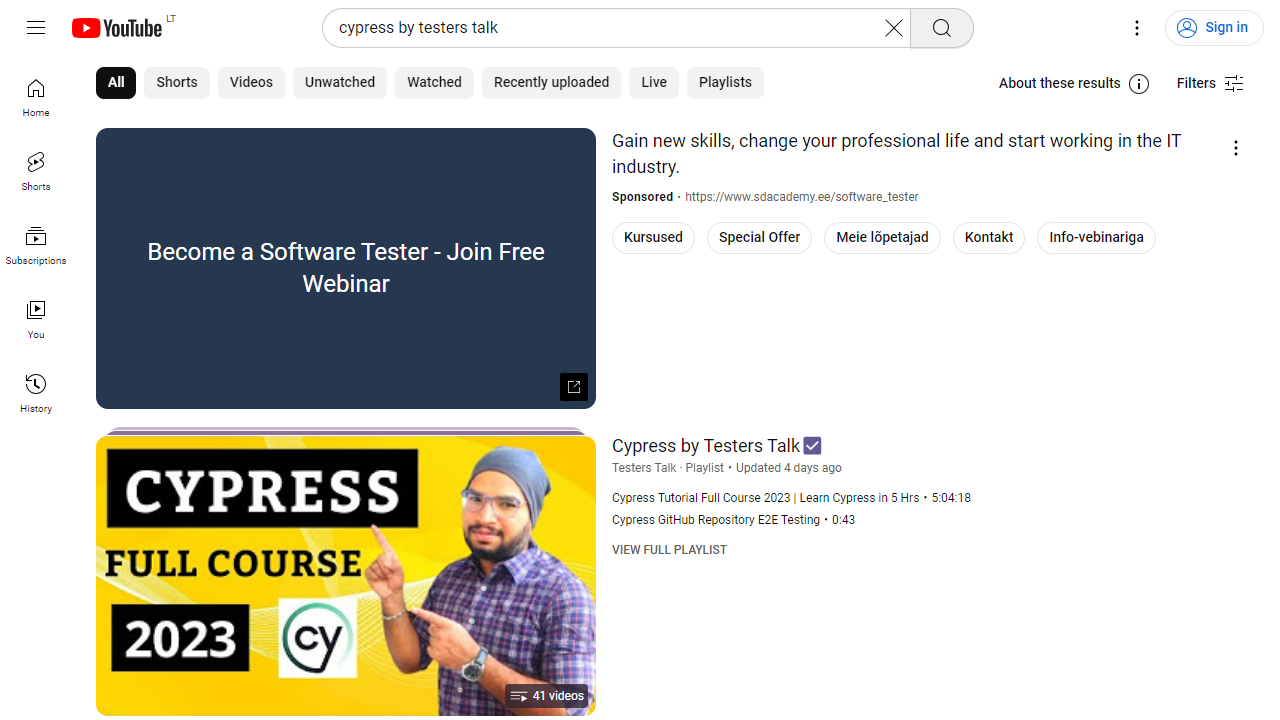 YouTube LT
cypress by testers talk
Sign in
Home
Shorts
Subscriptions
You
History
All Shorts Videos Unwatched Watched Recently uploaded Live Playlists
About these results
Filters
Become a Software Tester - Join Free
Webinar
Gain new skills, change your professional life and start working in the IT
industry.
Sponsored · https://www.sdacademy.ee/software_tester
Kursused Special Offer Meie lõpetajad Kontakt Info-vebinariga
CYPRESS
FULL COURSE
2023
cy
41 videos
Cypress by Testers Talk☑
Testers Talk · Playlist • Updated 4 days ago
Cypress Tutorial Full Course 2023 | Learn Cypress in 5 Hrs • 5:04:18
Cypress GitHub Repository E2E Testing • 0:43
VIEW FULL PLAYLIST